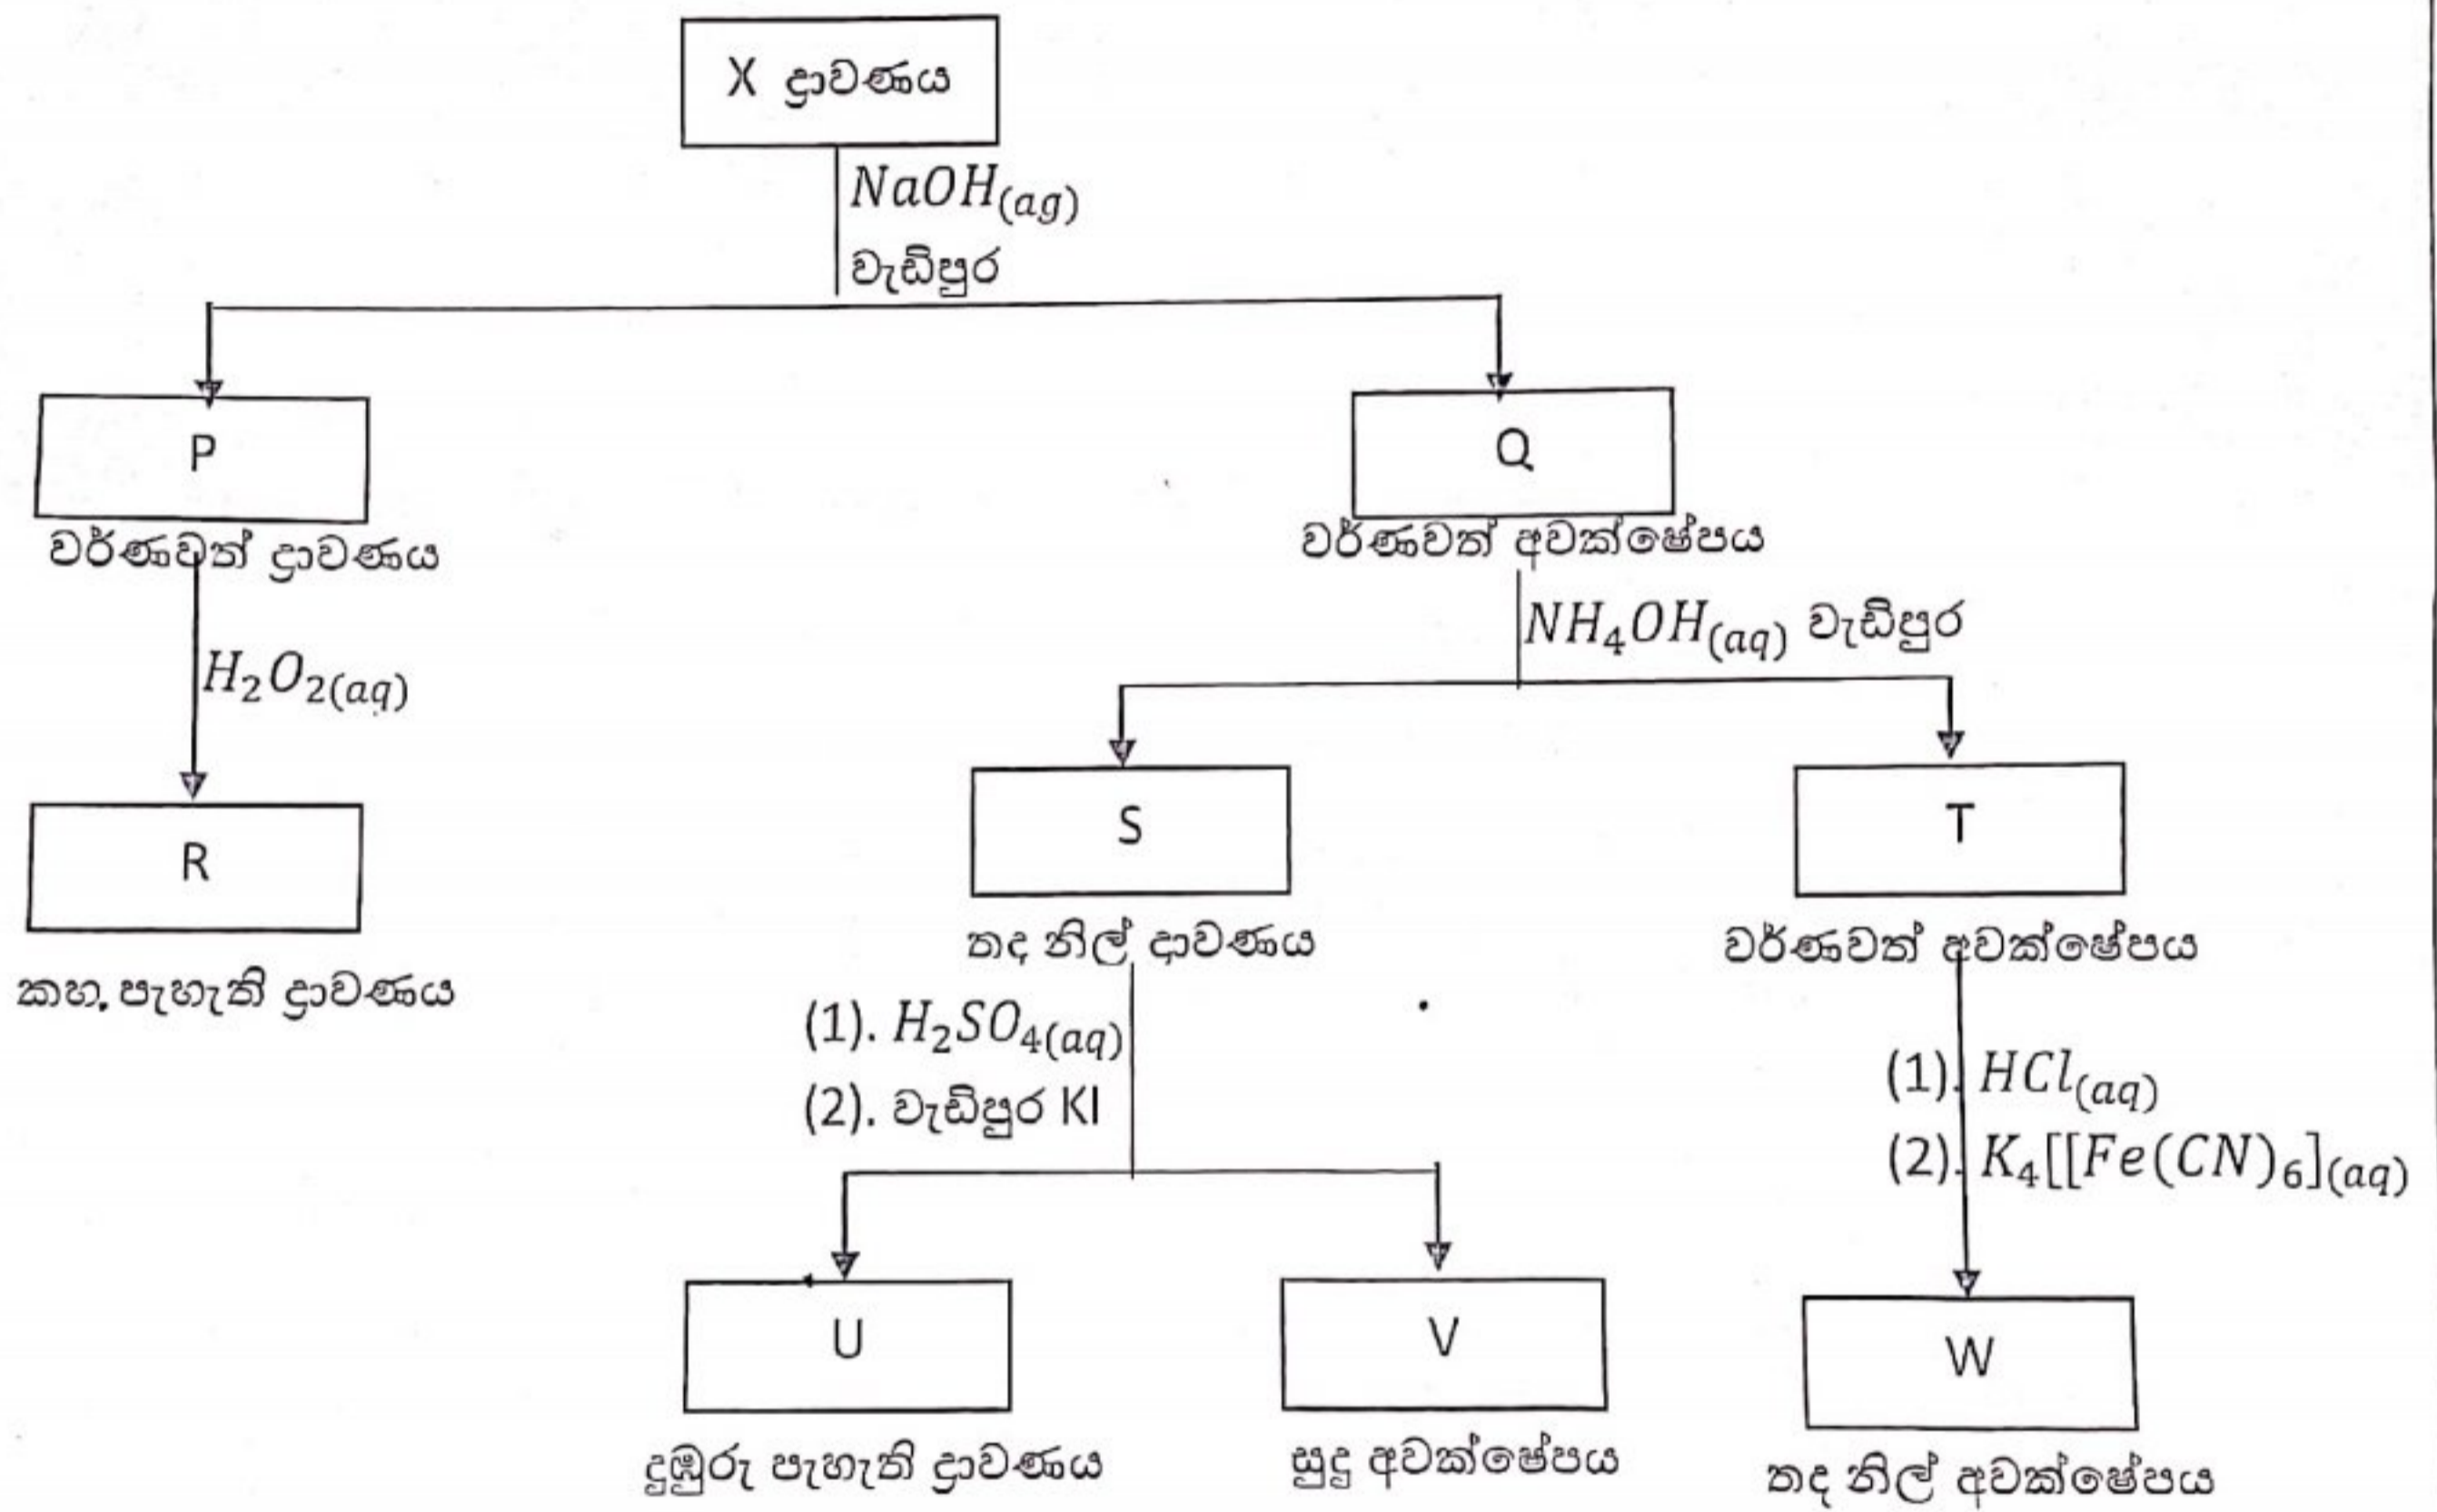 X ද්‍රාවණය
NaOH(ag)
වැඩිපුර
P
Q
වර්ණවත් ද්‍රාවණය
වර්ණවත් අවක්ෂේපය
NH₄OH(aq) වැඩිපුර
H₂O₂(aq)
S
T
R
තද නිල් දාවණය
වර්ණවත් අවක්ෂේපය
කහ පැහැති ද්‍රාවණය
(1). H₂SO₄(aq)
(2). වැඩිපුර KI
(1). HCl(aq)
(2). K₄[[Fe(CN)₆](aq)
U
V
W
දුඹුරු පැහැති ද්‍රාවණය
සුදු අවක්ෂේපය
තද නිල් අවක්ෂේපය